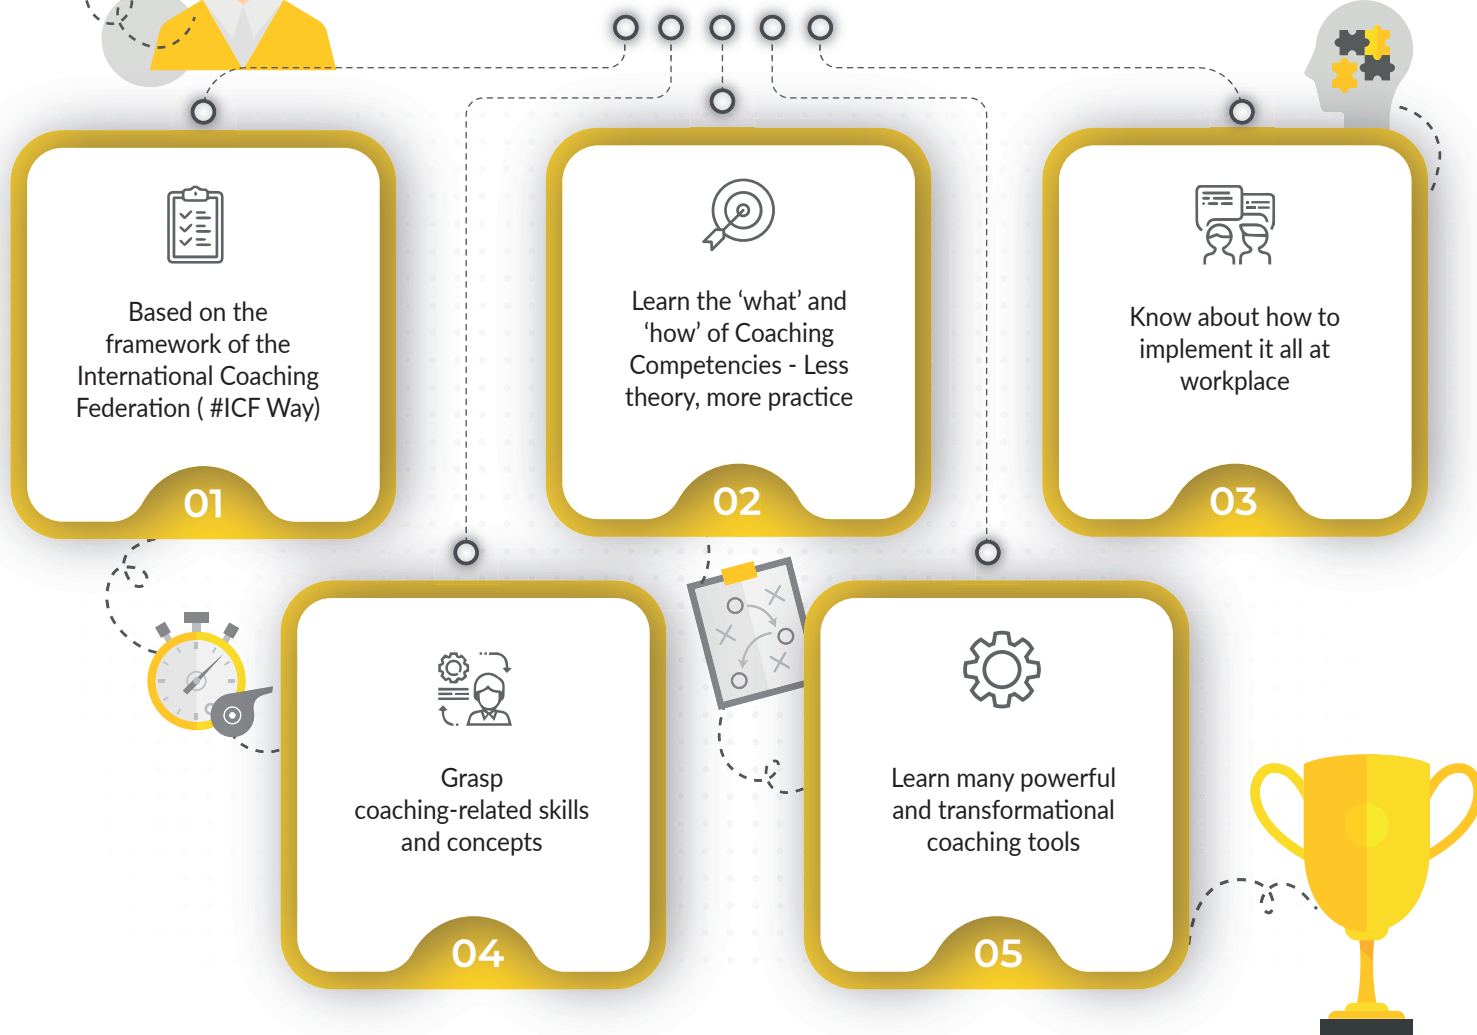 Based on the
framework of the
International Coaching
Federation ( #ICF Way)
01
Learn the ‘what’ and
‘how’ of Coaching
Competencies - Less
theory, more practice
02
Know about how to
implement it all at
workplace
03
Grasp
coaching-related skills
and concepts
04
Learn many powerful
and transformational
coaching tools
05